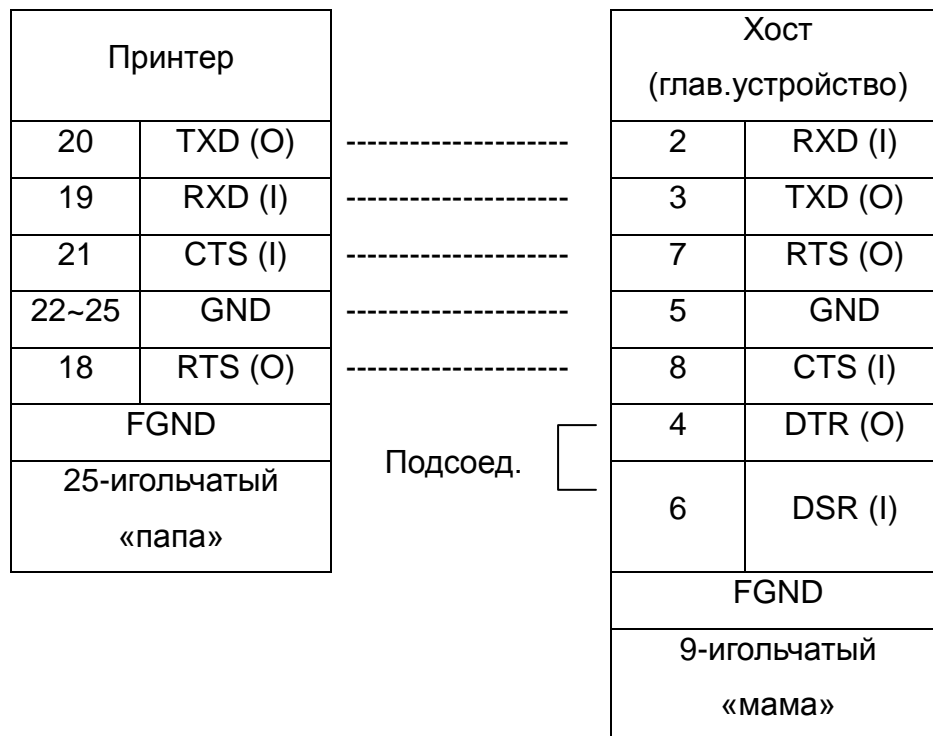 Принтер
Хост
(глав.устройство)
20 TXD (O) --------------------- 2 RXD (I)
19 RXD (I) --------------------- 3 TXD (O)
21 CTS (I) --------------------- 7 RTS (O)
22~25 GND --------------------- 5 GND
18 RTS (O) --------------------- 8 CTS (I)
FGND 4 DTR (O)
Подсоед.
25-игольчатый
«папа»
6 DSR (I)
FGND
9-игольчатый
«мама»